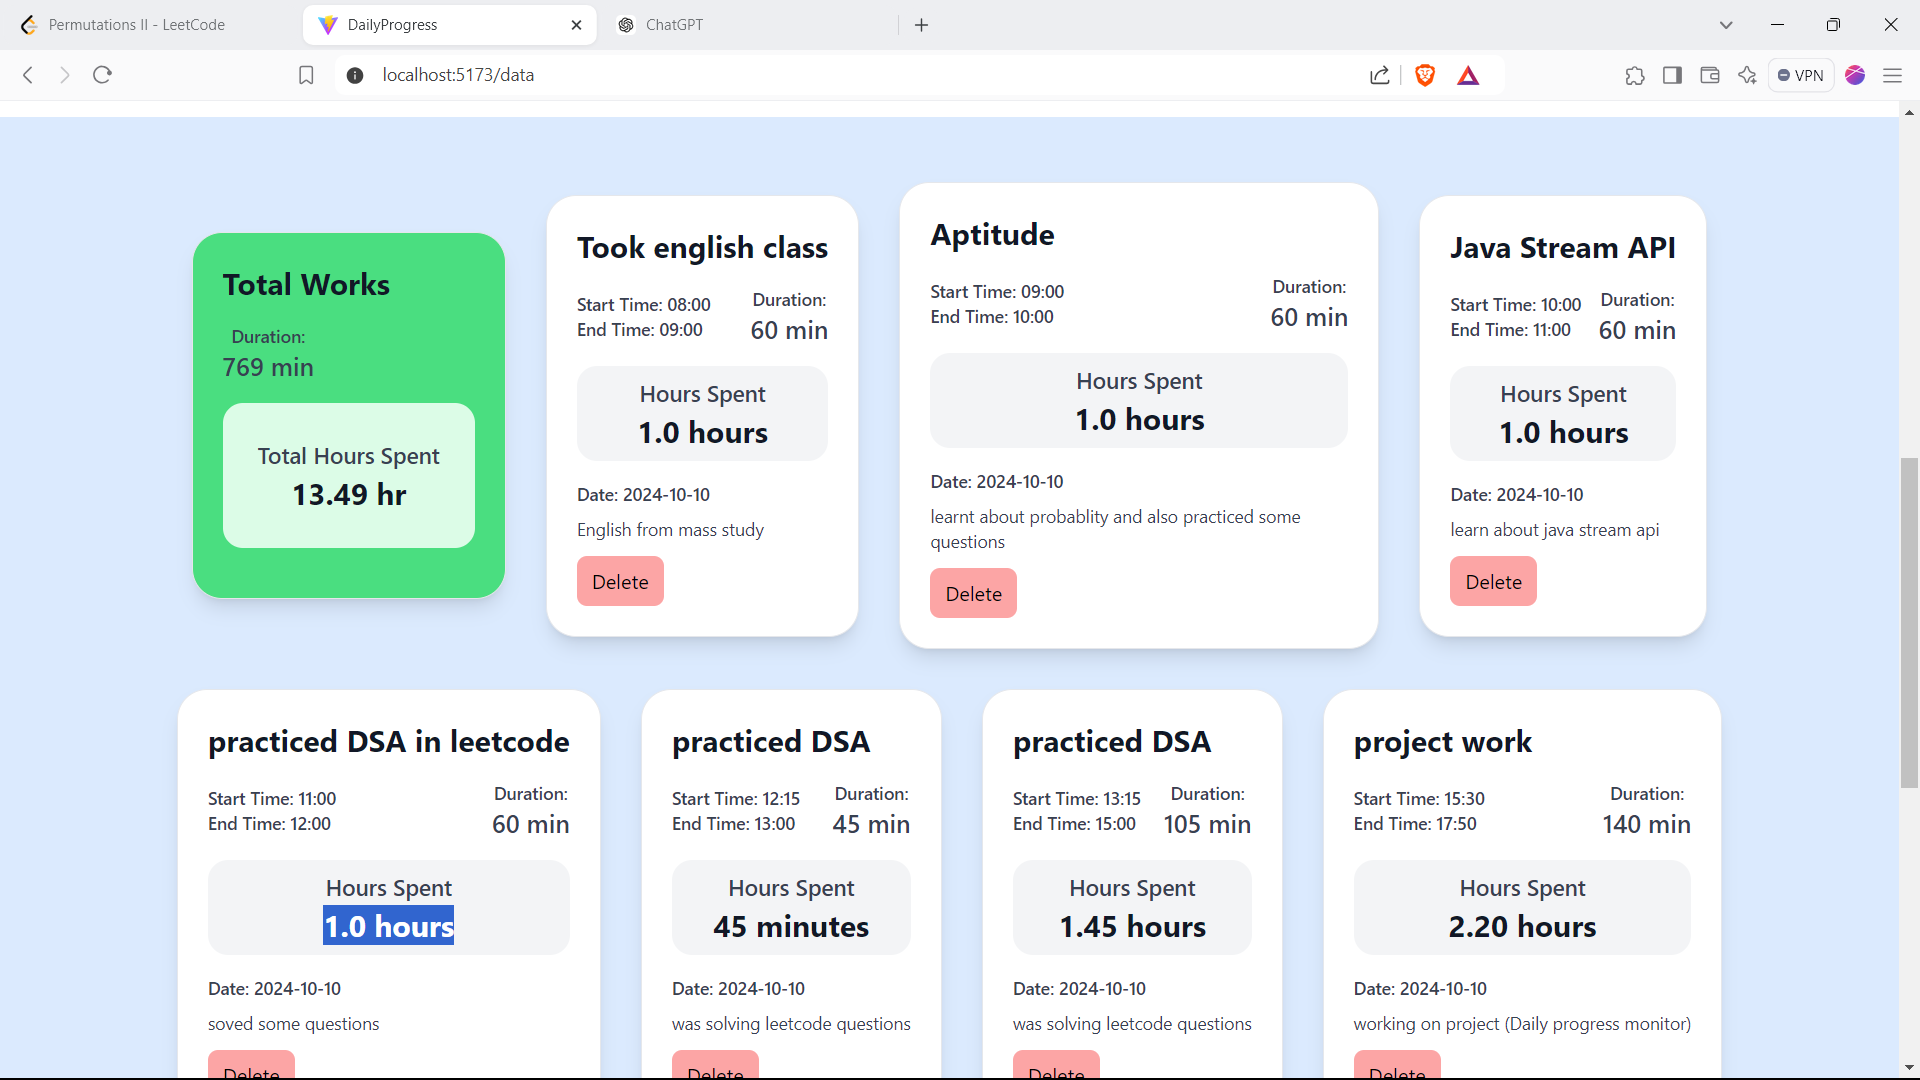 Permutations II - LeetCode
DailyProgress
ChatGPT
localhost:5173/data
VPN
Total Works
Duration:
769 min
Total Hours Spent
13.49 hr
Took english class
Start Time: 08:00
End Time: 09:00
Duration:
60 min
Hours Spent
1.0 hours
Date: 2024-10-10
English from mass study
Delete
Aptitude
Start Time: 09:00
End Time: 10:00
Duration:
60 min
Hours Spent
1.0 hours
Date: 2024-10-10
learnt about probablity and also practiced some
questions
Delete
Java Stream API
Start Time: 10:00
End Time: 11:00
Duration:
60 min
Hours Spent
1.0 hours
Date: 2024-10-10
learn about java stream api
Delete
practiced DSA in leetcode
Start Time: 11:00
End Time: 12:00
Duration:
60 min
Hours Spent
1.0 hours
Date: 2024-10-10
soved some questions
Delete
practiced DSA
Start Time: 12:15
End Time: 13:00
Duration:
45 min
Hours Spent
45 minutes
Date: 2024-10-10
was solving leetcode questions
Delete
practiced DSA
Start Time: 13:15
End Time: 15:00
Duration:
105 min
Hours Spent
1.45 hours
Date: 2024-10-10
was solving leetcode questions
Delete
project work
Start Time: 15:30
End Time: 17:50
Duration:
140 min
Hours Spent
2.20 hours
Date: 2024-10-10
working on project (Daily progress monitor)
Delete